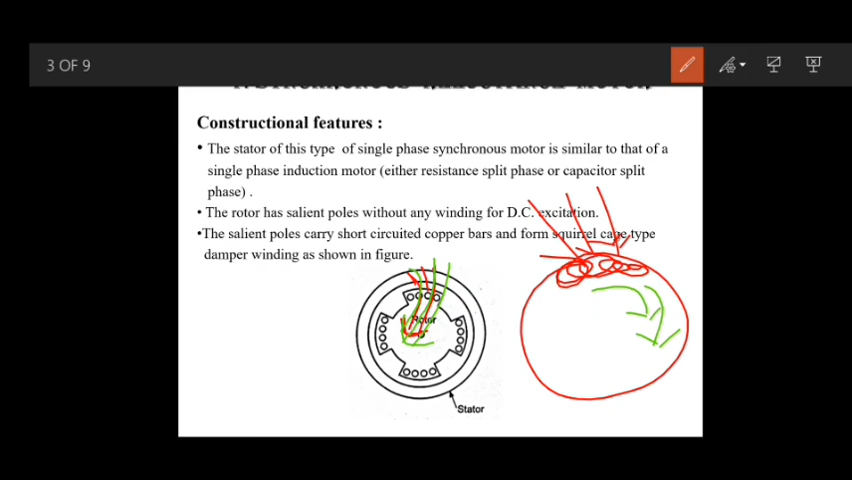 3 OF 9
Constructional features :
• The stator of this type of single phase synchronous motor is similar to that of a
single phase induction motor (either resistance split phase or capacitor split
phase) .
• The rotor has salient poles without any winding for D.C. excitation.
•The salient poles carry short circuited copper bars and form squirrel cage type
damper winding as shown in figure.
Rotor
Stator